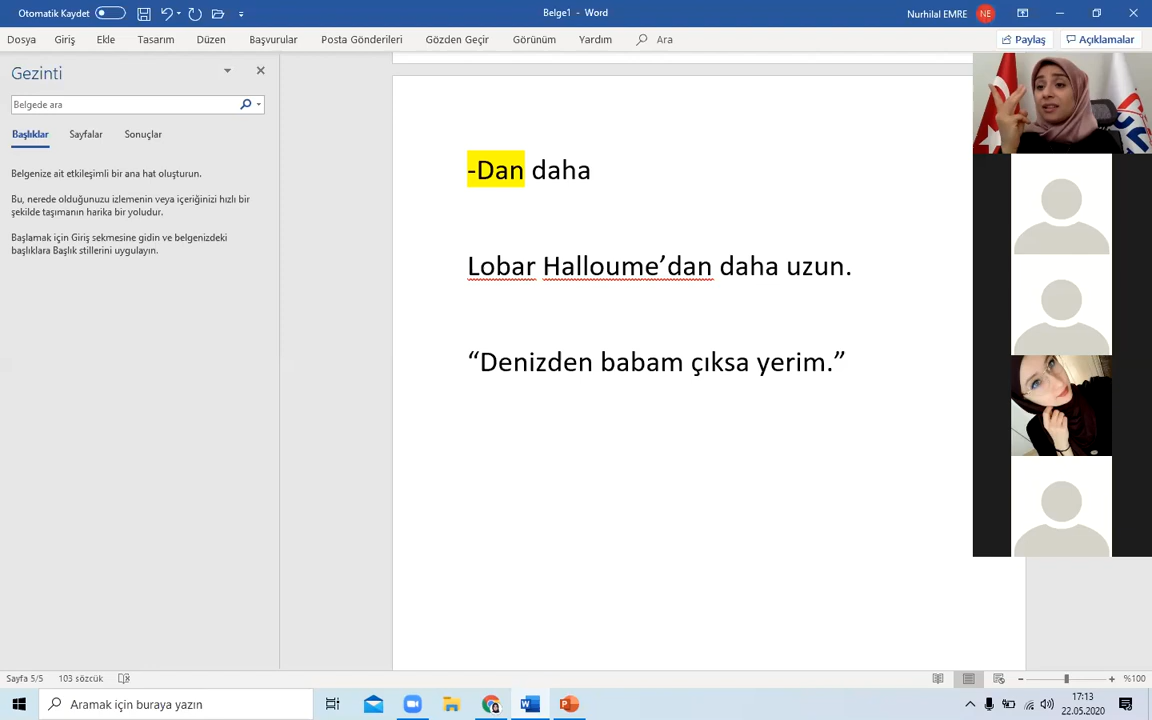 Otomatik Kaydet
Belge1 - Word
Nurhilal EMRE NE
Dosya Giriş Ekle Tasarım Düzen Başvurular Posta Gönderileri Gözden Geçir Görünüm Yardım Ara
Paylaş Açıklamalar
Gezinti
Belgede ara
Başlıklar Sayfalar Sonuçlar
Belgenize ait etkileşimli bir ana hat oluşturun.
Bu, nerede olduğunuzu izlemenin veya içeriğinizi hızlı bir
şekilde taşımanın harika bir yoludur.
Başlamak için Giriş sekmesine gidin ve belgenizdeki
başlıklara Başlık stillerini uygulayın.
-Dan daha
Lobar Halloume’dan daha uzun.
“Denizden babam çıksa yerim.”
Sayfa 5/5 103 sözcük
%100
Aramak için buraya yazın
17:13
22.05.2020